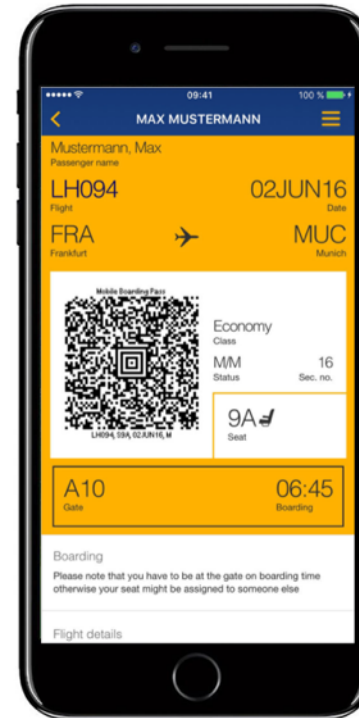 09:41
100 %
MAX MUSTERMANN
Mustermann, Max
Passenger name
LH094
02JUN16
Flight
Date
FRA
MUC
Frankfurt
Munich
Mobile Boarding Pass
LH094, S9A, 02JUN16, M
Economy
Class
M/M
16
Status
Sec. no.
9A
Seat
A10
06:45
Gate
Boarding
Boarding
Please note that you have to be at the gate on boarding time
otherwise your seat might be assigned to someone else
Flight details